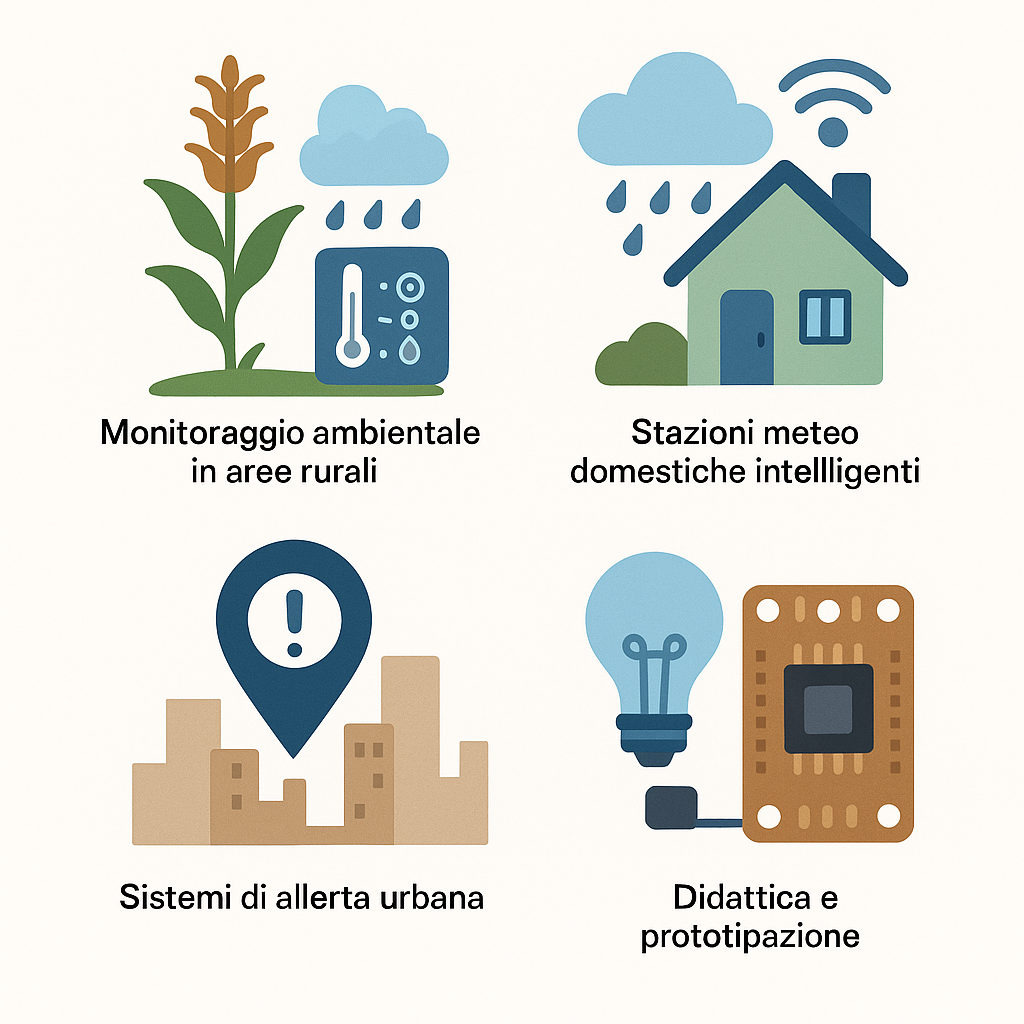 Monitoraggio ambientale
in aree rurali
Stazioni meteo
domestiche intellligenti
Sistemi di allerta urbana
Didattica e
prototipazione